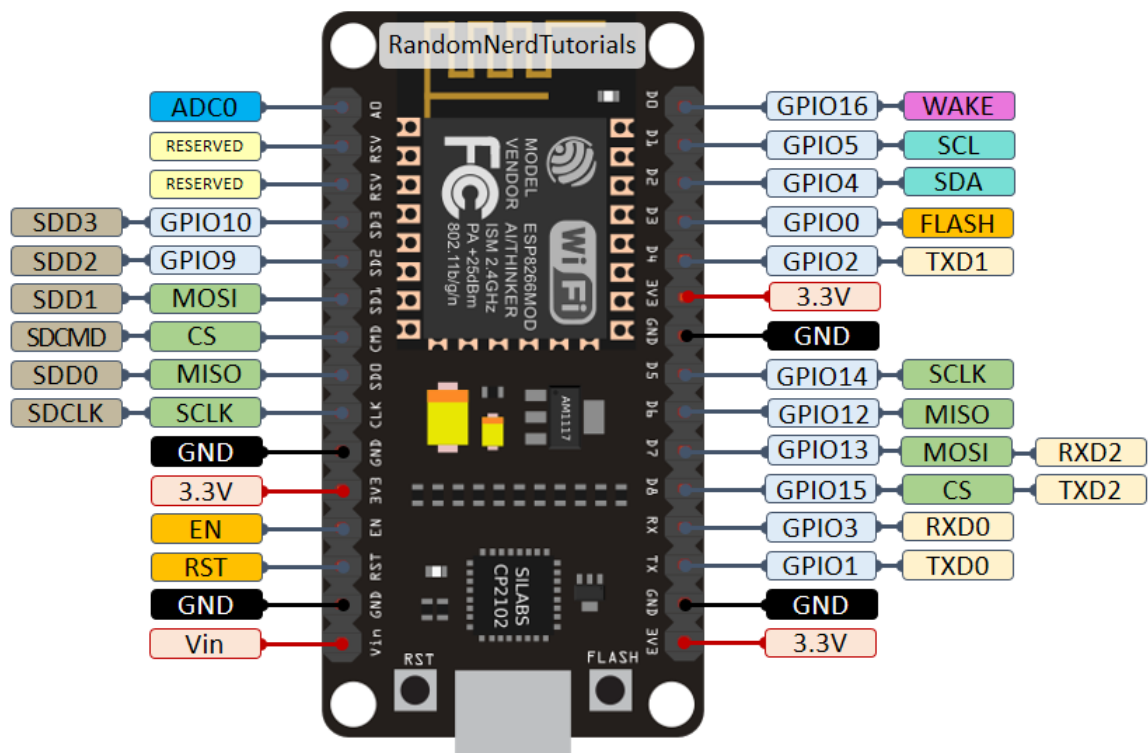 RandomNerdTutorials
ADC0
RESERVED
RESERVED
SDD3 GPIO10
SDD2 GPIO9
SDD1 MOSI
SDCMD CS
SDD0 MISO
SDCLK SCLK
GND
3.3V
EN
RST
GND
Vin
A0
RSV
RSV
SD3
SD2
SD1
CMD
SD0
CLK
GND
3V3
EN
RST
GND
Vin
MODEL
VENDOR
FC
ESP8266MOD
AI/THINKER
ISM 2.4GHz
PA +25dBm
802.11b/g/n
Wi Fi
AM1117
SILABS
CP2102
RST
FLASH
D0
D1
D2
D3
D4
3V3
GND
D5
D6
D7
D8
RX
TX
GND
3V3
GPIO16 WAKE
GPIO5 SCL
GPIO4 SDA
GPIO0 FLASH
GPIO2 TXD1
3.3V
GND
GPIO14 SCLK
GPIO12 MISO
GPIO13 MOSI RXD2
GPIO15 CS TXD2
GPIO3 RXD0
GPIO1 TXD0
GND
3.3V